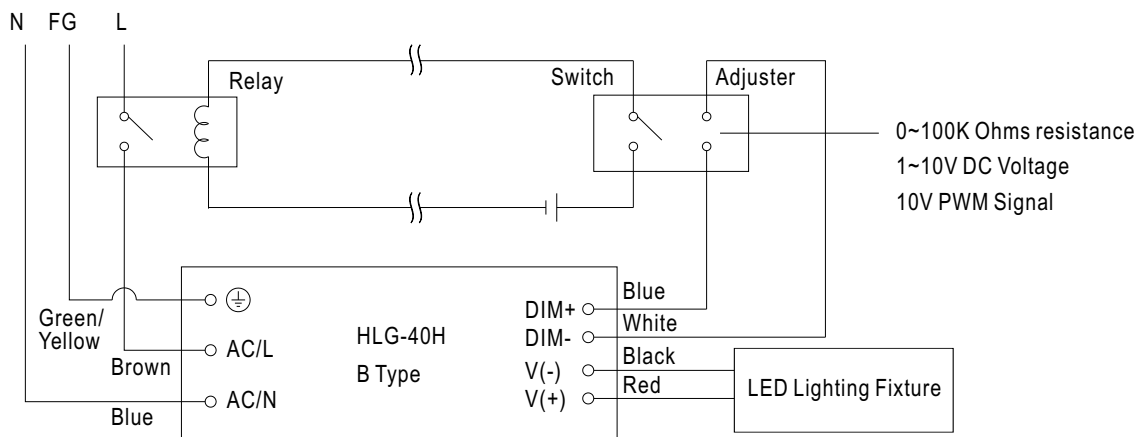 N FG L
Relay
Switch
Adjuster
0~100K Ohms resistance
1~10V DC Voltage
10V PWM Signal
Green/
Yellow
Brown
Blue
AC/L
AC/N
HLG-40H
B Type
DIM+
DIM-
V(-)
V(+)
Blue
White
Black
Red
LED Lighting Fixture